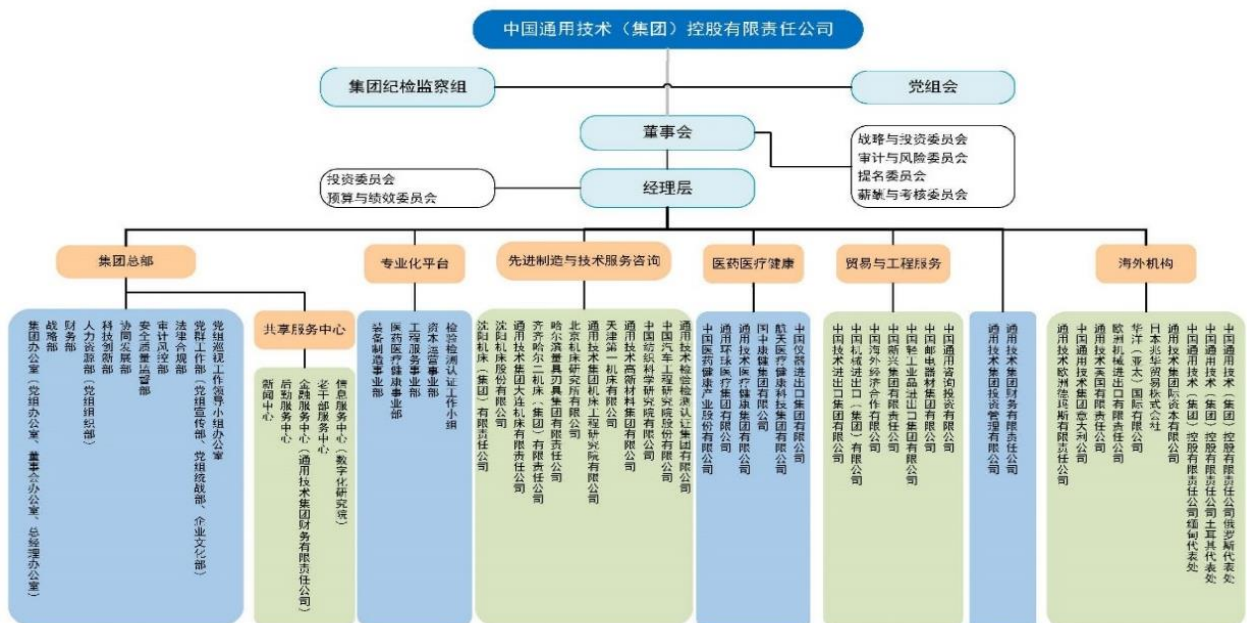 中国通用技术（集团）控股有限责任公司
集团纪检监察组
党组会
董事会
战略与投资委员会
审计与风险委员会
提名委员会
薪酬与考核委员会
投资委员会
预算与绩效委员会
经理层
集团总部
专业化平台
先进制造与技术服务咨询
医药医疗健康
贸易与工程服务
海外机构
集团办公室（党组办公室、董事会办公室、总经理办公室）
战略部
财务部
人力资源部（党组组织部）
科技创新部
协同发展部
安全质量监督部
审计风控部
法律合规部
党群工作部（党组宣传部、党组统战部、企业文化部）
党组巡视工作领导小组办公室
共享服务中心
新闻中心
后勤服务中心
金融服务中心（通用技术集团财务有限责任公司）
老干部服务中心
信息服务中心（数字化研究院）
装备制造事业部
医药医疗健康事业部
工程服务事业部
资本运营事业部
检验检测认证工作小组
沈阳机床（集团）有限责任公司
沈阳机床股份有限公司
通用技术集团大连机床有限责任公司
齐齐哈尔二机床（集团）有限责任公司
哈尔滨量具刃具集团有限责任公司
北京机床研究所有限公司
通用技术集团机床工程研究院有限公司
天津第一机床有限公司
通用技术高新材料集团有限公司
中国纺织科学研究院有限公司
中国汽车工程研究院股份有限公司
通用技术检验检测认证集团有限公司
中国医药健康产业股份有限公司
通用环球医疗集团有限公司
通用技术医疗健康集团有限公司
国中康健集团有限公司
航天医疗健康科技集团有限公司
中国仪器进出口集团有限公司
中国技术进出口集团有限公司
中国机械进出口（集团）有限公司
中国海外经济合作有限公司
中国新兴集团有限责任公司
中国轻工业品进出口集团有限公司
中国邮电器材集团有限公司
中国通用咨询投资有限公司
通用技术集团投资管理有限公司
通用技术集团财务有限责任公司
通用技术欧洲德玛斯有限责任公司
中国通用技术集团意大利公司
通用技术英国有限责任公司
欧洲机械进出口有限责任公司
华洋（亚太）国际有限公司
日本兆华贸易株式会社
通用技术集团国际资本有限公司
中国通用技术（集团）控股有限责任公司缅甸代表处
中国通用技术（集团）控股有限责任公司土耳其代表处
中国通用技术（集团）控股有限责任公司俄罗斯代表处